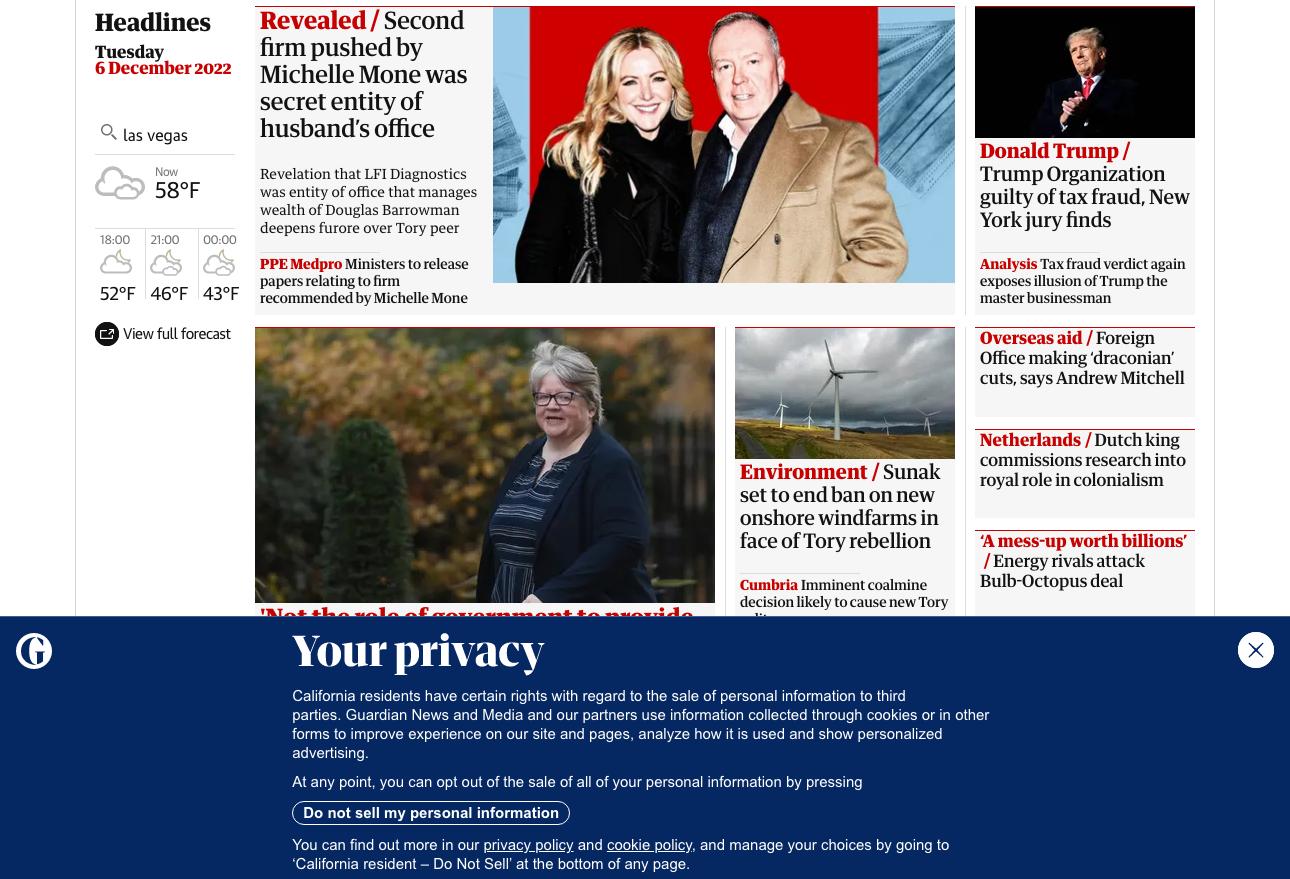 Headlines
Tuesday
6 December 2022
las vegas
Now
58°F
18:00
21:00
00:00
52°F
46°F
43°F
View full forecast
Revealed / Second
firm pushed by
Michelle Mone was
secret entity of
husband’s office
Revelation that LFI Diagnostics
was entity of office that manages
wealth of Douglas Barrowman
deepens furore over Tory peer
PPE Medpro Ministers to release
papers relating to firm
recommended by Michelle Mone
Donald Trump /
Trump Organization
guilty of tax fraud, New
York jury finds
Analysis Tax fraud verdict again
exposes illusion of Trump the
master businessman
'Not the role of government to provide
Environment / Sunak
set to end ban on new
onshore windfarms in
face of Tory rebellion
Cumbria Imminent coalmine
decision likely to cause new Tory
Overseas aid / Foreign
Office making ‘draconian’
cuts, says Andrew Mitchell
Netherlands / Dutch king
commissions research into
royal role in colonialism
‘A mess-up worth billions’
/ Energy rivals attack
Bulb-Octopus deal
G
Your privacy
California residents have certain rights with regard to the sale of personal information to third
parties. Guardian News and Media and our partners use information collected through cookies or in other
forms to improve experience on our site and pages, analyze how it is used and show personalized
advertising.
At any point, you can opt out of the sale of all of your personal information by pressing
Do not sell my personal information
You can find out more in our privacy policy and cookie policy, and manage your choices by going to
‘California resident – Do Not Sell’ at the bottom of any page.